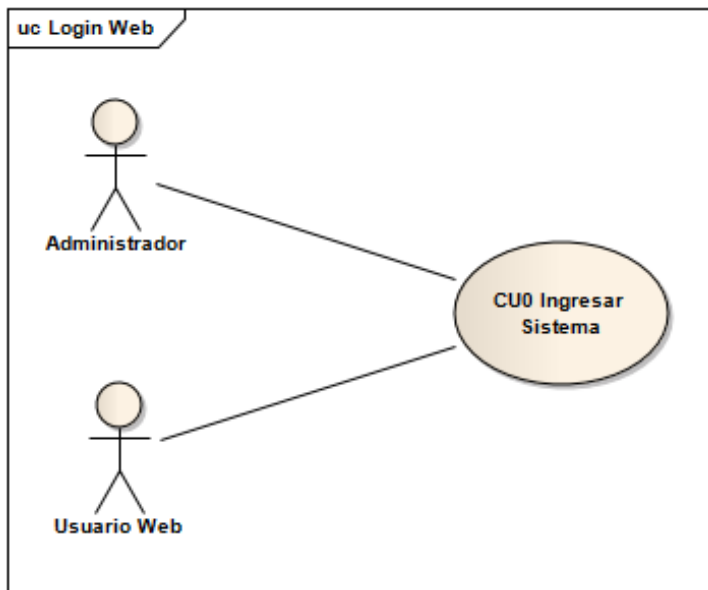 uc Login Web
Administrador
CU0 Ingresar
Sistema
Usuario Web